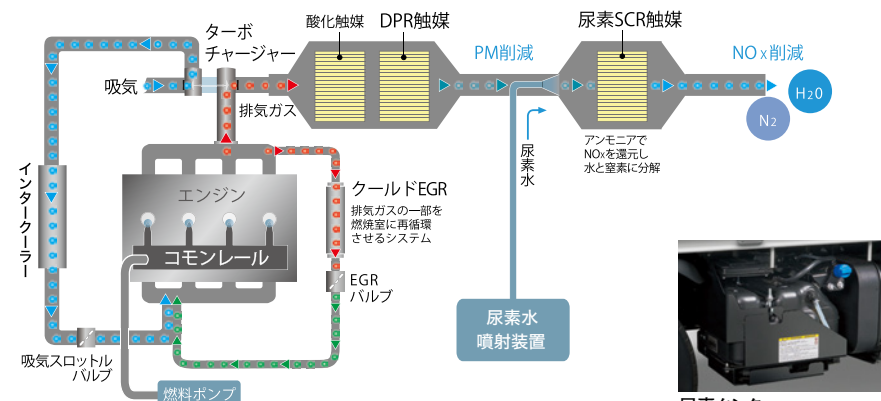 ターボ
チャージャー
酸化触媒
DPR触媒
尿素SCR触媒
PM削減
NOx削減
吸気
排気ガス
H2O
N2
尿素水
アンモニアで
NOxを還元し
水と窒素に分解
インタークーラー
エンジン
クールドEGR
排気ガスの一部を
燃焼室に再循環
させるシステム
コモンレール
EGR
バルブ
尿素水
噴射装置
吸気スロットル
バルブ
燃料ポンプ